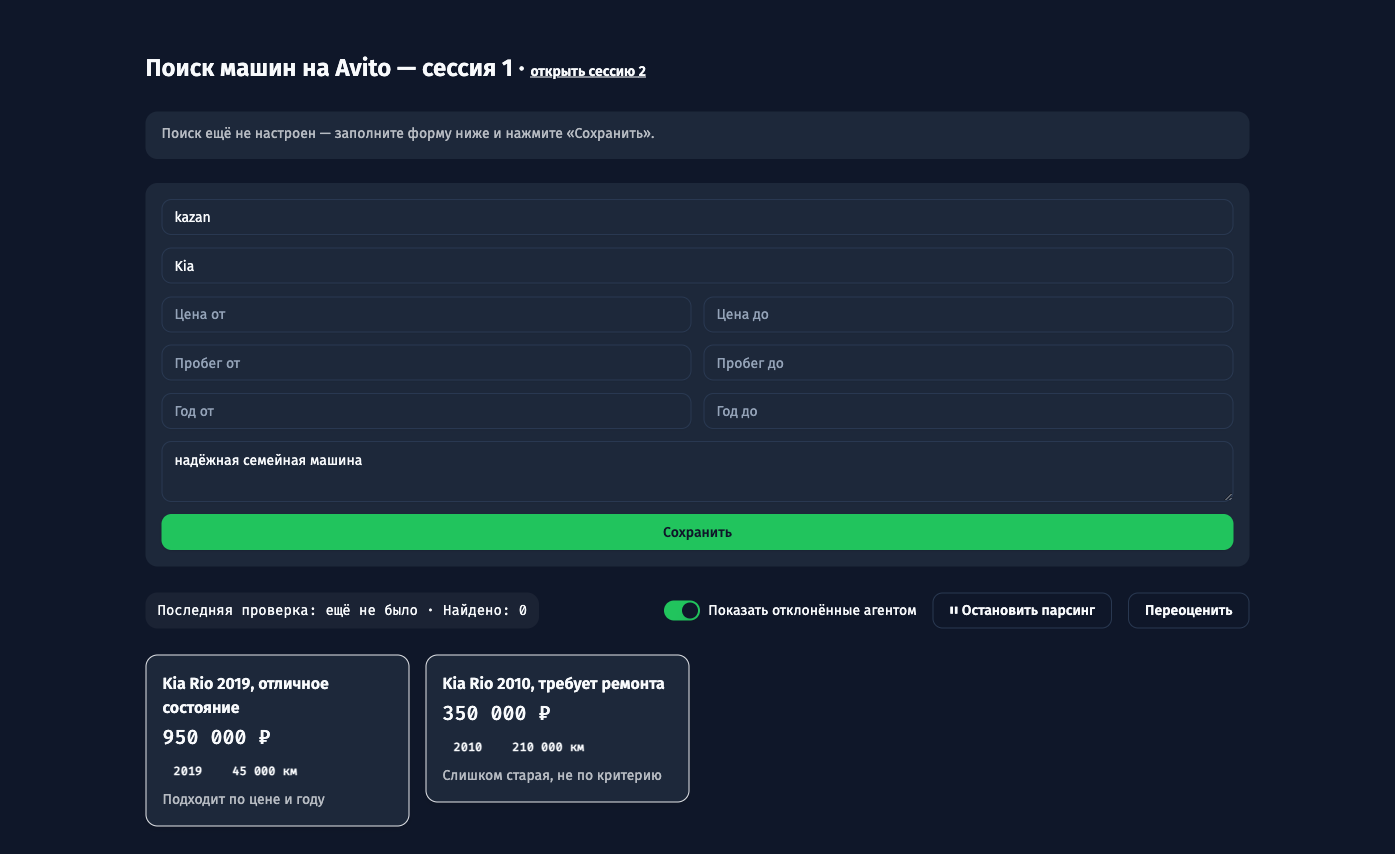 Поиск машин на Avito — сессия 1 · открыть сессию 2
Поиск ещё не настроен — заполните форму ниже и нажмите «Сохранить».
kazan
Kia
Цена от
Цена до
Пробег от
Пробег до
Год от
Год до
надёжная семейная машина
Сохранить
Последняя проверка: ещё не было · Найдено: 0
Показать отклонённые агентом
Остановить парсинг
Переоценить
Kia Rio 2019, отличное
состояние
950 000 ₽
2019 45 000 км
Подходит по цене и году
Kia Rio 2010, требует ремонта
350 000 ₽
2010 210 000 км
Слишком старая, не по критерию